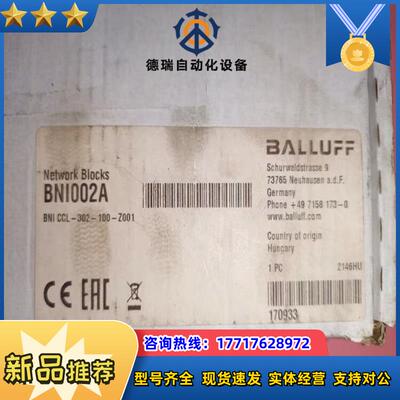 德瑞自动化设备
Network Blocks
BNI002A
BNI CCL-302-100-Z001
BALLUFF
Schurwaldstrasse 9
73765 Neuhausen a.d.F.
Germany
Phone +49 7158 173-0
www.balluff.com
Country of origin
Hungary
1 PC 2146HU
170933
CE EAC
咨询热线：17717628972
新品推荐
型号齐全 现货速发 实体经营 支持对公